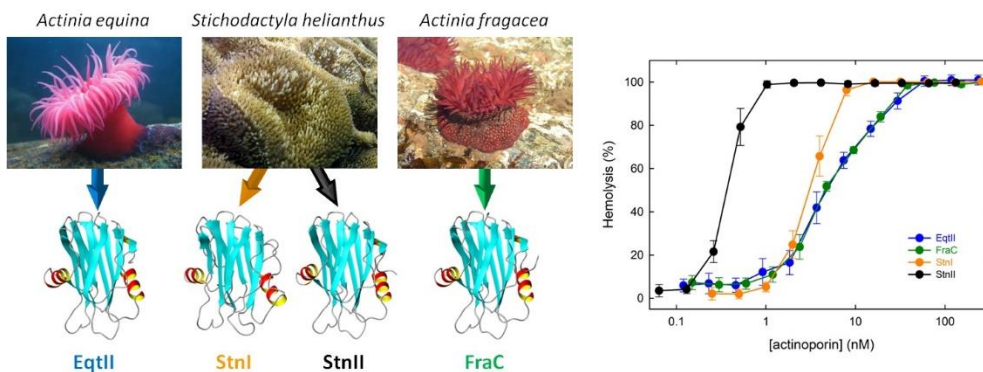 Actinia equina
Stichodactyla helianthus
Actinia fragacea
EqtII
StnI
StnII
FraC
Hemolysis (%)
100
80
60
40
20
0
EqtII
FraC
StnI
StnII
0.1
1
10
100
[actinoporin] (nM)